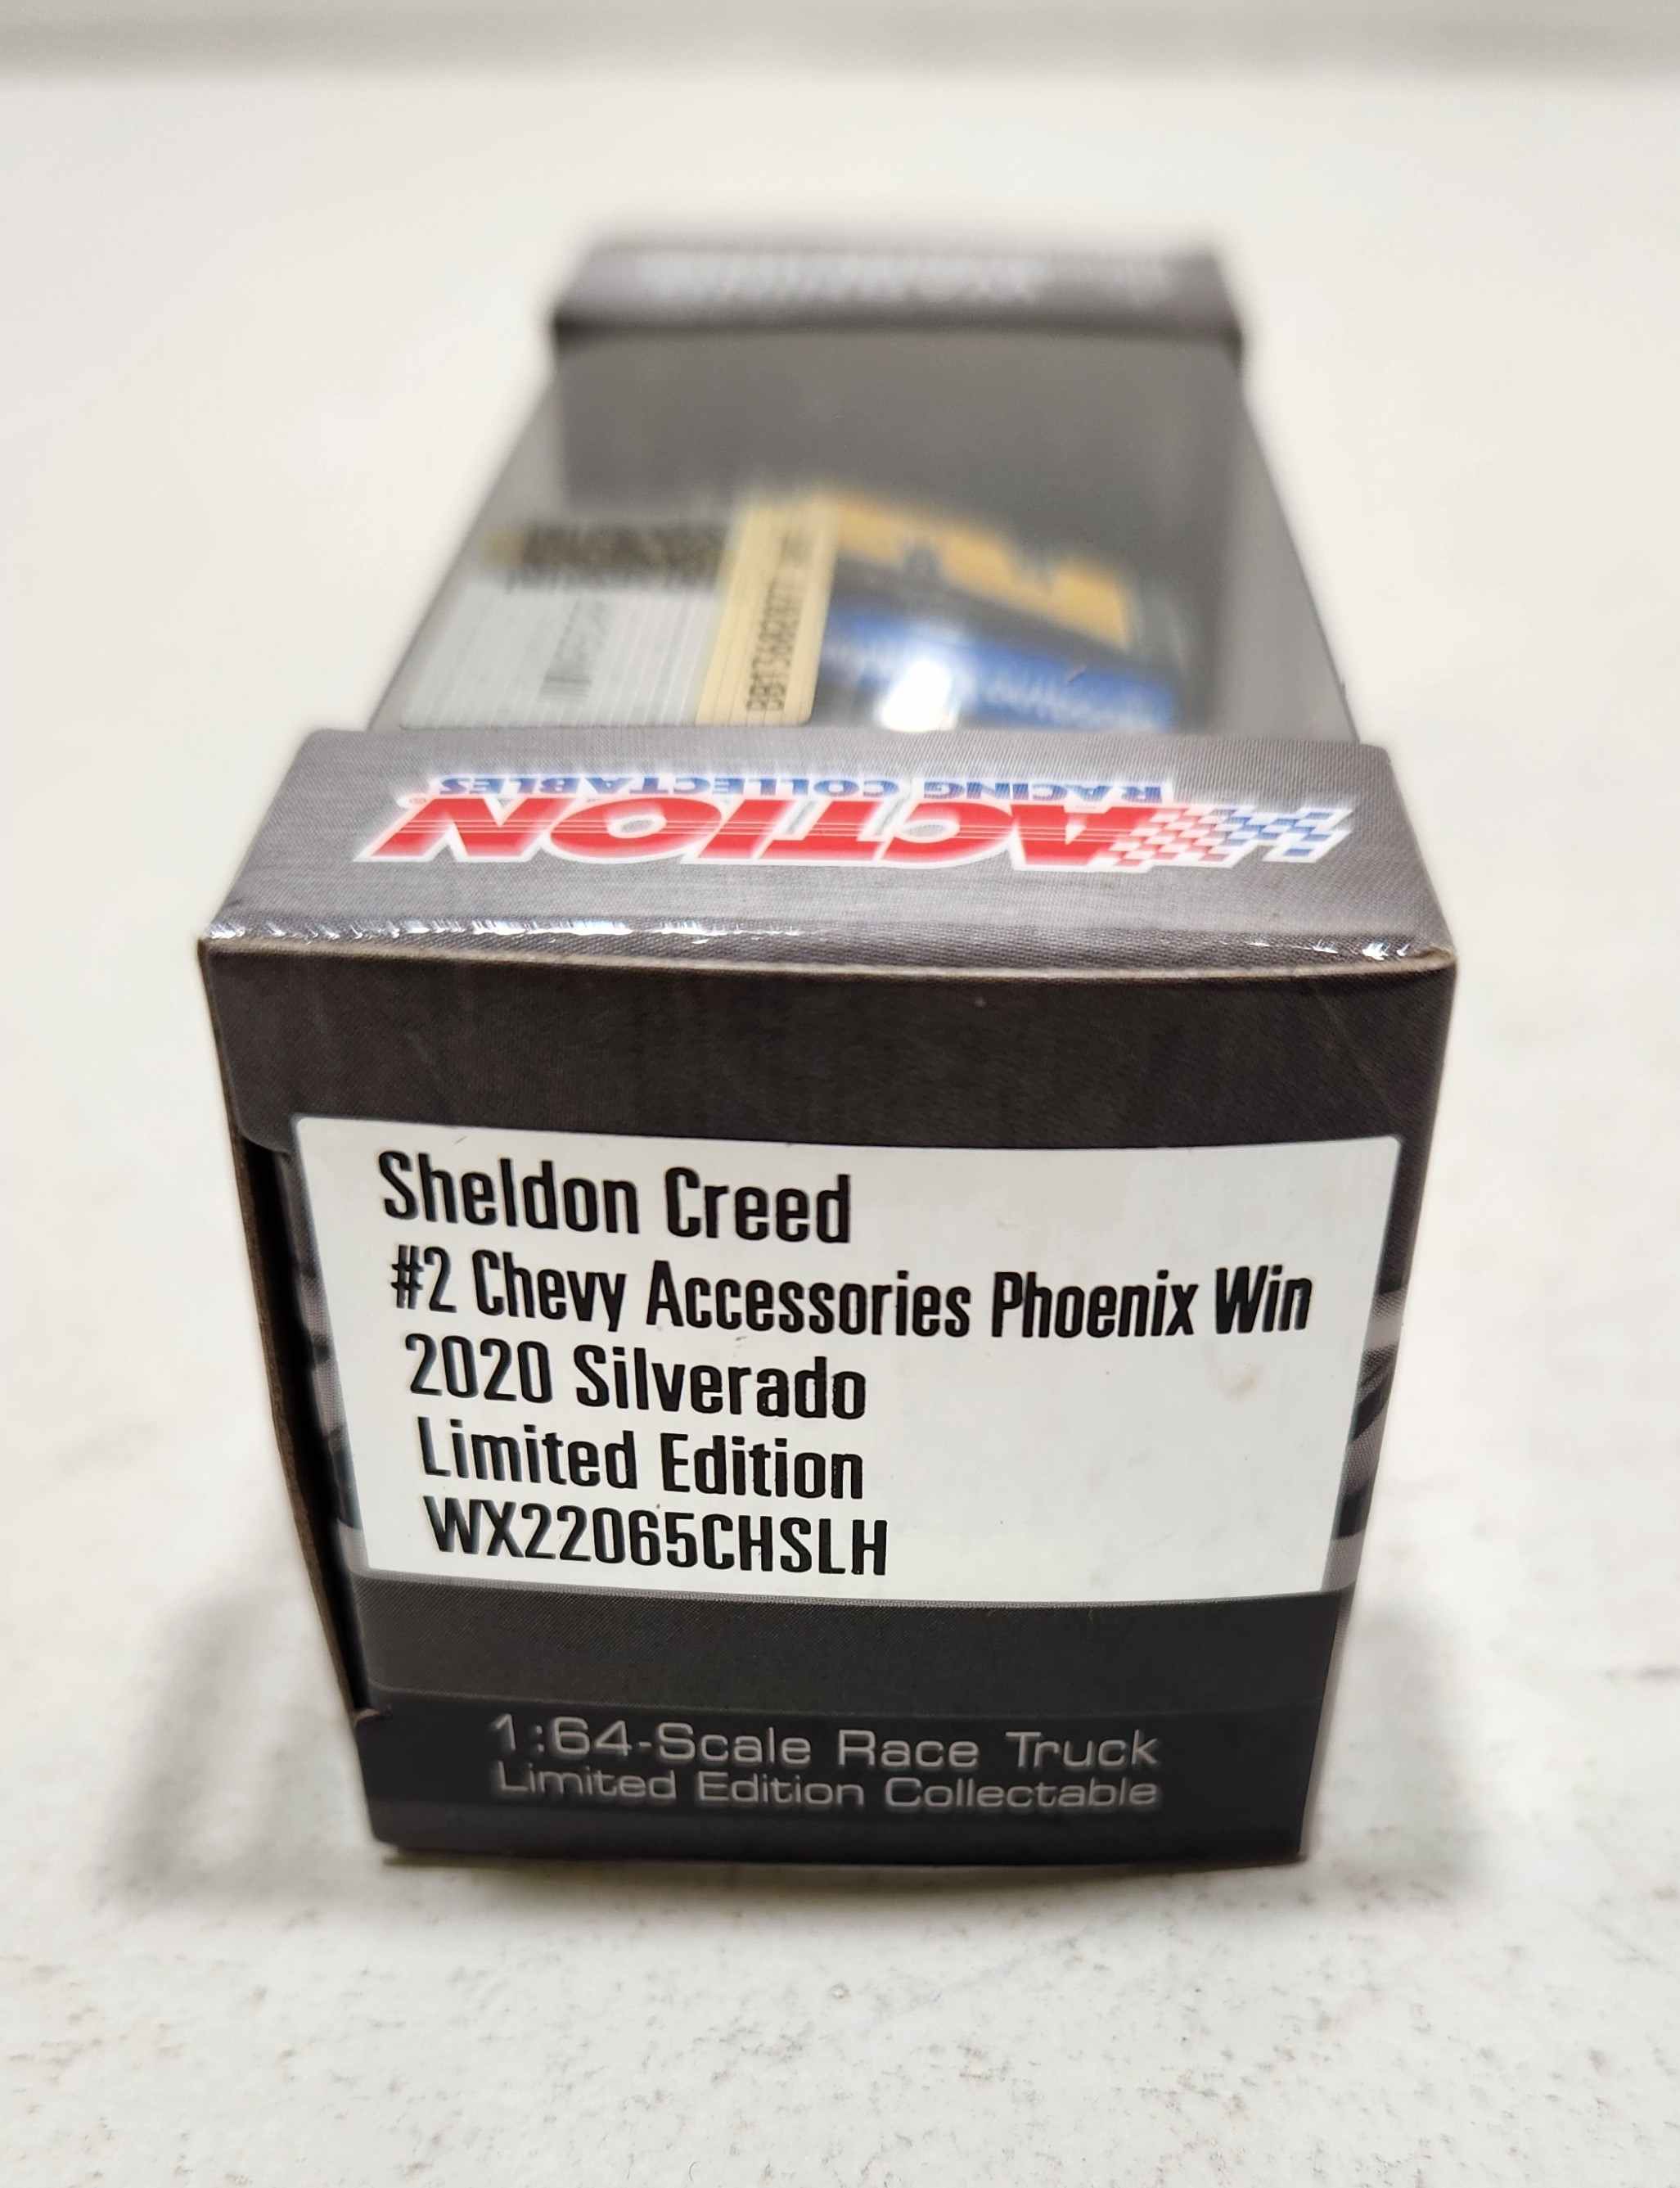 ACTION
RACING COLLECTABLES
Sheldon Creed
#2 Chevy Accessories Phoenix Win
2020 Silverado
Limited Edition
WX22065CHSLH
1:64-Scale Race Truck
Limited Edition Collectable